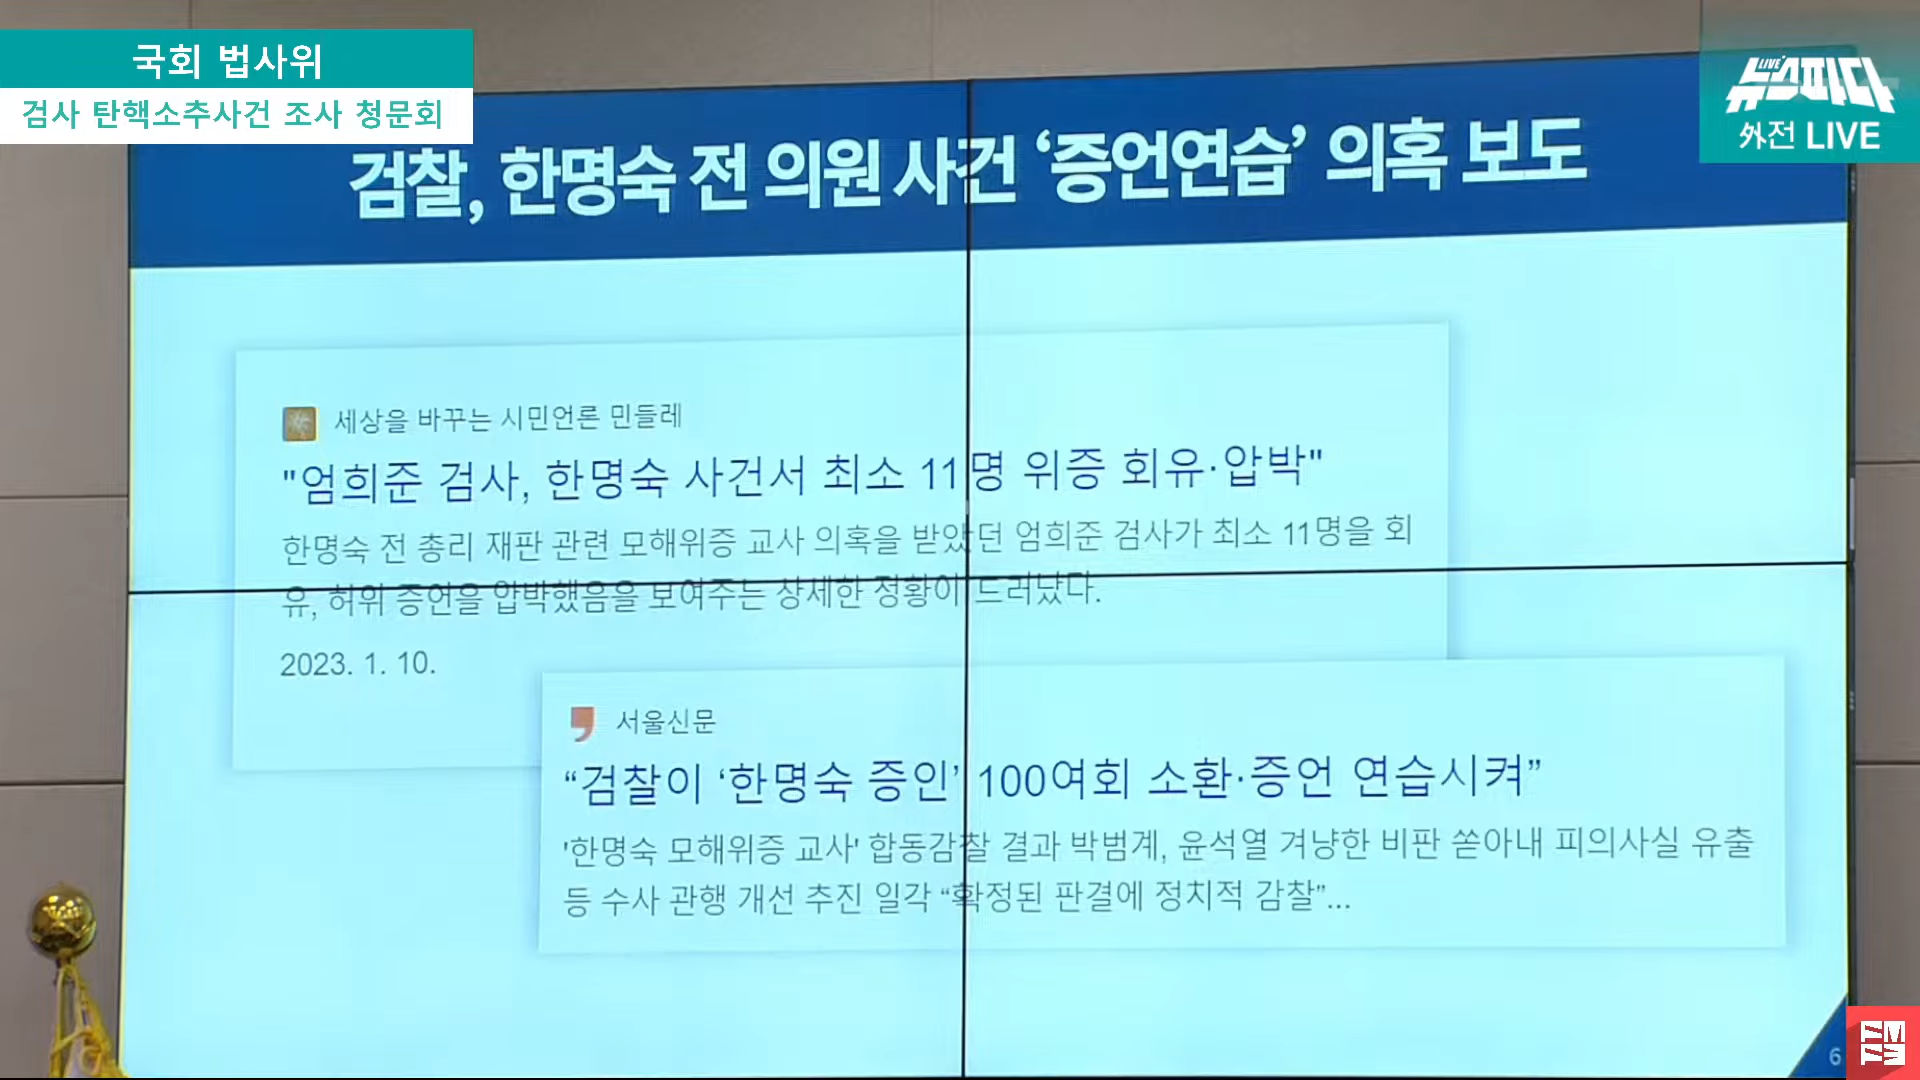 국회 법사위
검사 탄핵소추사건 조사 청문회
LIVE
뉴스피다
外전 LIVE
검찰, 한명숙 전 의원 사건 ‘증언연습’ 의혹 보도
세상을 바꾸는 시민언론 민들레
"엄희준 검사, 한명숙 사건서 최소 11명 위증 회유·압박"
한명숙 전 총리 재판 관련 모해위증 교사 의혹을 받았던 엄희준 검사가 최소 11명을 회
유, 허위 증언을 압박했음을 보여주는 상세한 정황이 드러났다.
2023. 1. 10.
서울신문
“검찰이 ‘한명숙 증인’ 100여회 소환·증언 연습시켜”
'한명숙 모해위증 교사' 합동감찰 결과 박범계, 윤석열 겨냥한 비판 쏟아내 피의사실 유출
등 수사 관행 개선 추진 일각 “확정된 판결에 정치적 감찰”...
6